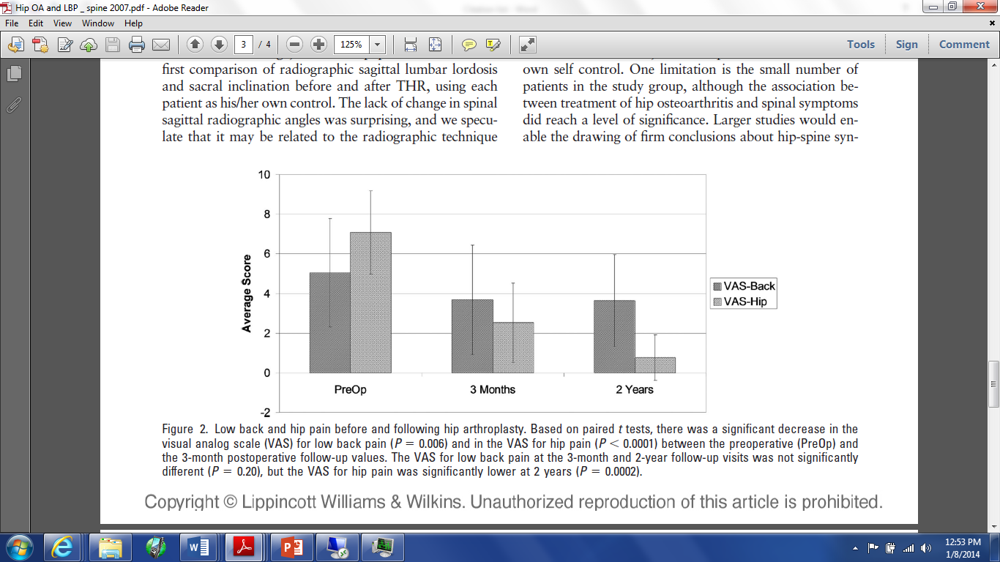 Hip OA and LBP _ spine 2007.pdf - Adobe Reader
File Edit View Window Help
3 / 4 125% Tools Sign Comment
first comparison of radiographic sagittal lumbar lordosis
and sacral inclination before and after THR, using each
patient as his/her own control. The lack of change in spinal
sagittal radiographic angles was surprising, and we specu-
late that it may be related to the radiographic technique
own self control. One limitation is the small number of
patients in the study group, although the association be-
tween treatment of hip osteoarthritis and spinal symptoms
did reach a level of significance. Larger studies would en-
able the drawing of firm conclusions about hip-spine syn-
Average Score
10
8
6
4
2
0
-2
PreOp 3 Months 2 Years
VAS-Back
VAS-Hip
Figure 2. Low back and hip pain before and following hip arthroplasty. Based on paired t tests, there was a significant decrease in the
visual analog scale (VAS) for low back pain (P = 0.006) and in the VAS for hip pain (P < 0.0001) between the preoperative (PreOp) and
the 3-month postoperative follow-up values. The VAS for low back pain at the 3-month and 2-year follow-up visits was not significantly
different (P = 0.20), but the VAS for hip pain was significantly lower at 2 years (P = 0.0002).
Copyright © Lippincott Williams & Wilkins. Unauthorized reproduction of this article is prohibited.
12:53 PM
1/8/2014